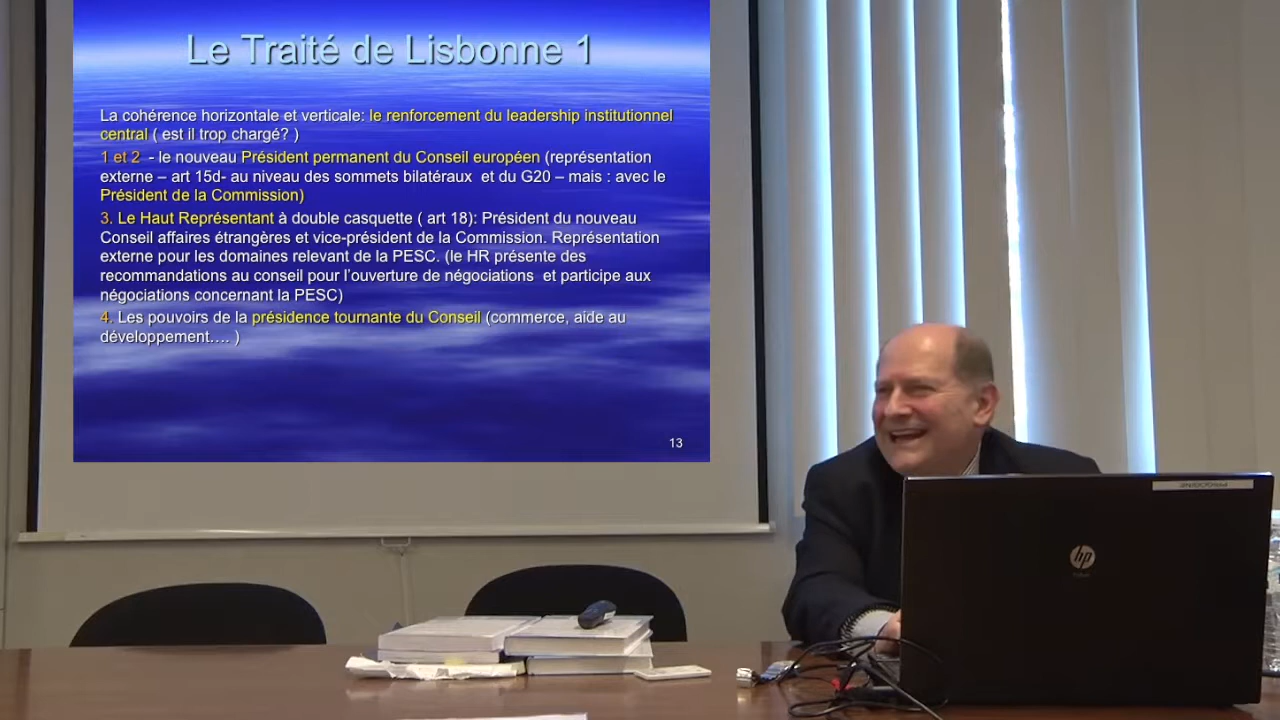 Le Traité de Lisbonne 1
La cohérence horizontale et verticale: le renforcement du leadership institutionnel
central ( est il trop chargé? )
1 et 2 - le nouveau Président permanent du Conseil européen (représentation
externe – art 15d- au niveau des sommets bilatéraux et du G20 – mais : avec le
Président de la Commission)
3. Le Haut Représentant à double casquette ( art 18): Président du nouveau
Conseil affaires étrangères et vice-président de la Commission. Représentation
externe pour les domaines relevant de la PESC. (le HR présente des
recommandations au conseil pour l'ouverture de négociations et participe aux
négociations concernant la PESC)
4. Les pouvoirs de la présidence tournante du Conseil (commerce, aide au
développement.... )
13
hp